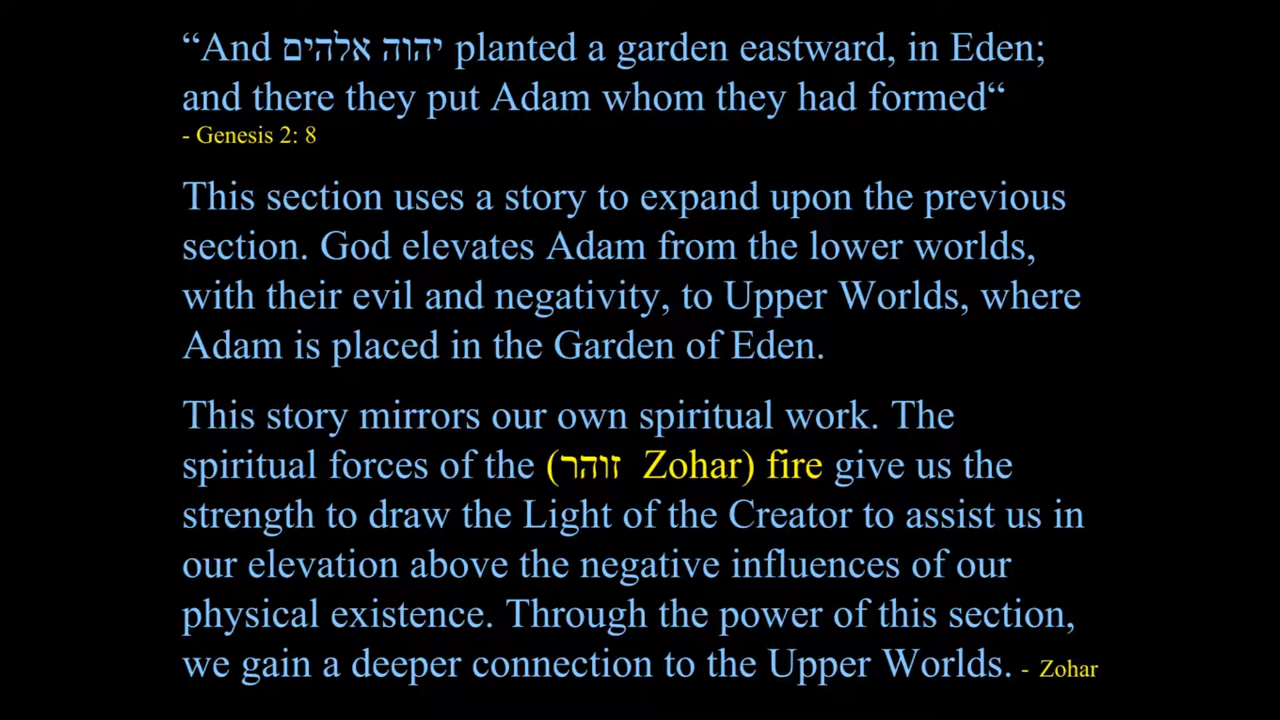 “And יהוה אלהים planted a garden eastward, in Eden;
and there they put Adam whom they had formed“
- Genesis 2: 8
This section uses a story to expand upon the previous
section. God elevates Adam from the lower worlds,
with their evil and negativity, to Upper Worlds, where
Adam is placed in the Garden of Eden.
This story mirrors our own spiritual work. The
spiritual forces of the (זוהר Zohar) fire give us the
strength to draw the Light of the Creator to assist us in
our elevation above the negative influences of our
physical existence. Through the power of this section,
we gain a deeper connection to the Upper Worlds. - Zohar